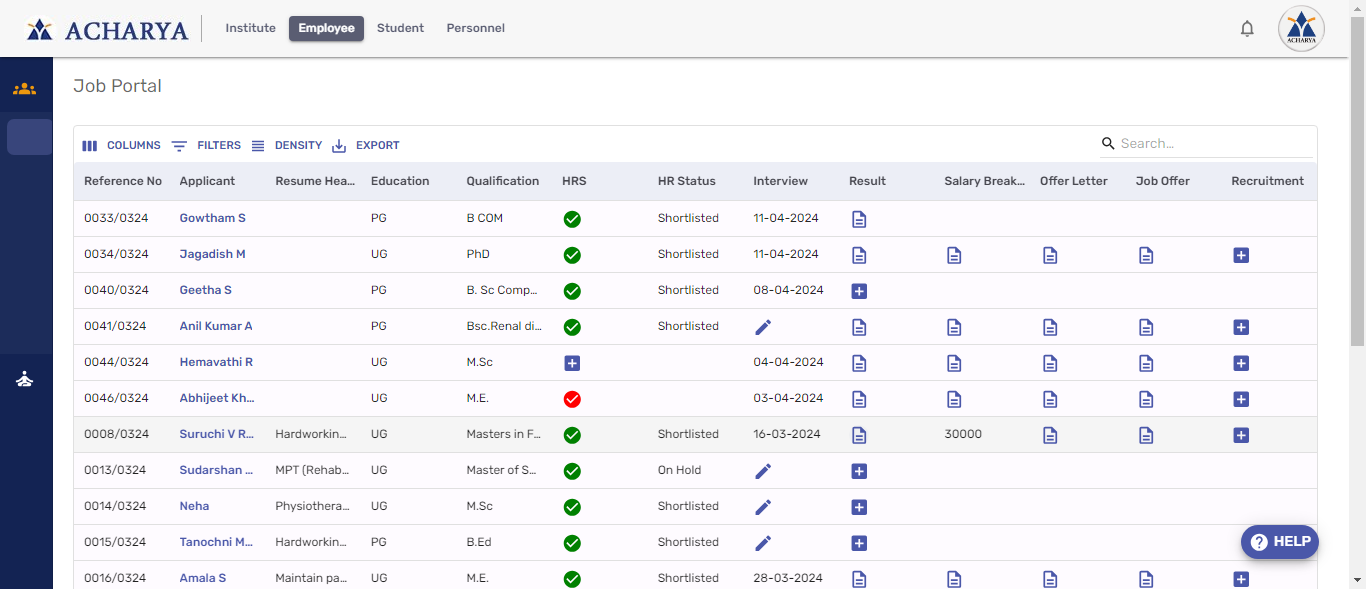 ACHARYA Institute Employee Student Personnel ACHARYA
Job Portal
COLUMNS FILTERS DENSITY EXPORT Search...
Reference No Applicant Resume Hea... Education Qualification HRS HR Status Interview Result Salary Break... Offer Letter Job Offer Recruitment
0033/0324 Gowtham S PG B COM Shortlisted 11-04-2024
0034/0324 Jagadish M UG PhD Shortlisted 11-04-2024
0040/0324 Geetha S PG B. Sc Comp... Shortlisted 08-04-2024
0041/0324 Anil Kumar A PG Bsc.Renal di... Shortlisted
0044/0324 Hemavathi R UG M.Sc 04-04-2024
0046/0324 Abhijeet Kh... UG M.E. 03-04-2024
0008/0324 Suruchi V R... Hardworkin... UG Masters in F... Shortlisted 16-03-2024 30000
0013/0324 Sudarshan ... MPT (Rehab... UG Master of S... On Hold
0014/0324 Neha Physiothera... UG M.Sc Shortlisted
0015/0324 Tanochni M... Hardworkin... PG B.Ed Shortlisted
HELP
0016/0324 Amala S Maintain pa... UG M.E. Shortlisted 28-03-2024